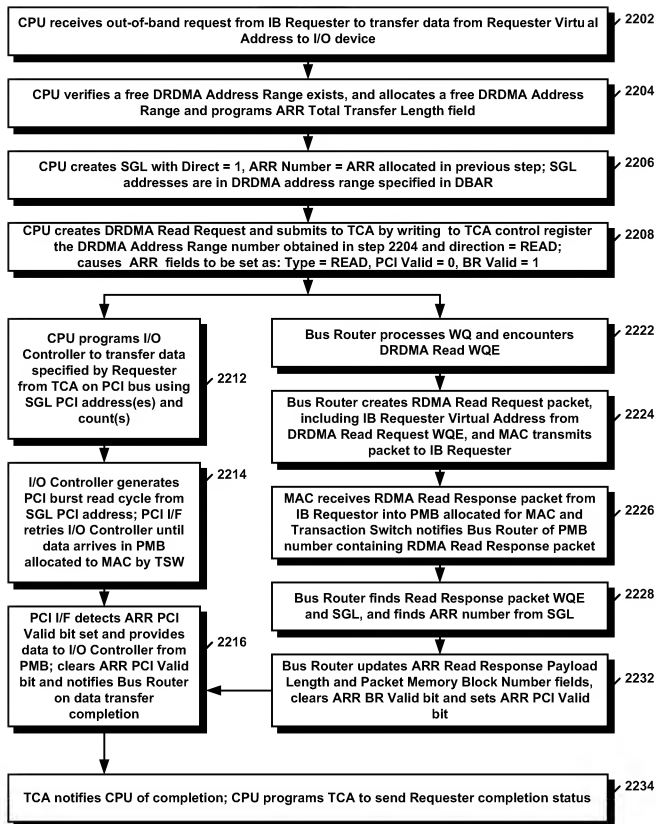 CPU receives out-of-band request from IB Requester to transfer data from Requester Virtual
Address to I/O device
2202
CPU verifies a free DRDMA Address Range exists, and allocates a free DRDMA Address
Range and programs ARR Total Transfer Length field
2204
CPU creates SGL with Direct = 1, ARR Number = ARR allocated in previous step; SGL
addresses are in DRDMA address range specified in DBAR
2206
CPU creates DRDMA Read Request and submits to TCA by writing to TCA control register
the DRDMA Address Range number obtained in step 2204 and direction = READ;
causes ARR fields to be set as: Type = READ, PCI Valid = 0, BR Valid = 1
2208
CPU programs I/O
Controller to transfer data
specified by Requester
from TCA on PCI bus using
SGL PCI address(es) and
count(s)
2212
I/O Controller generates
PCI burst read cycle from
SGL PCI address; PCI I/F
retries I/O Controller until
data arrives in PMB
allocated to MAC by TSW
2214
PCI I/F detects ARR PCI
Valid bit set and provides
data to I/O Controller from
PMB; clears ARR PCI Valid
bit and notifies Bus Router
on data transfer
completion
2216
Bus Router processes WQ and encounters
DRDMA Read WQE
2222
Bus Router creates RDMA Read Request packet,
including IB Requester Virtual Address from
DRDMA Read Request WQE, and MAC transmits
packet to IB Requester
2224
MAC receives RDMA Read Response packet from
IB Requestor into PMB allocated for MAC and
Transaction Switch notifies Bus Router of PMB
number containing RDMA Read Response packet
2226
Bus Router finds Read Response packet WQE
and SGL, and finds ARR number from SGL
2228
Bus Router updates ARR Read Response Payload
Length and Packet Memory Block Number fields,
clears ARR BR Valid bit and sets ARR PCI Valid
bit
2232
TCA notifies CPU of completion; CPU programs TCA to send Requester completion status
2234